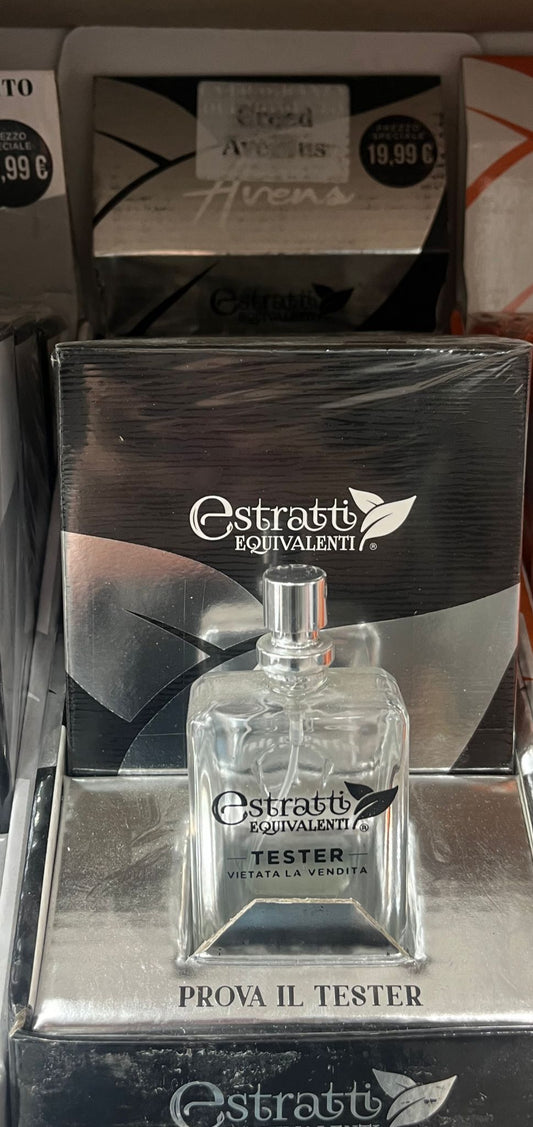 TO
PREZZO
SPECIALE
19,99 €
,99 €
Creed
Aventus
Avens
estratti
estratti
EQUIVALENTI ®
estratti
EQUIVALENTI ®
TESTER
VIETATA LA VENDITA
PROVA IL TESTER
estratti
EQUIVALENTI